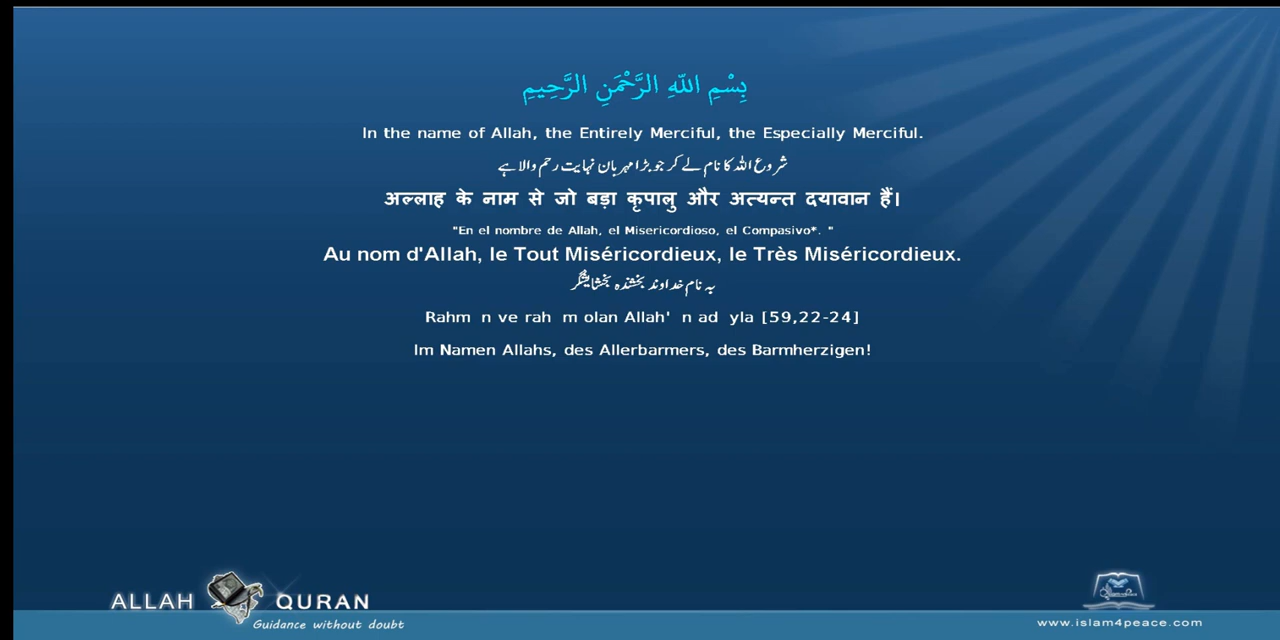 بِسْمِ اللّهِ الرَّحْمَنِ الرَّحِيمِ
In the name of Allah, the Entirely Merciful, the Especially Merciful.
شروع اللہ کا نام لے کر جو بڑا مہربان نہایت رحم والا ہے
अल्लाह के नाम से जो बड़ा कृपालु और अत्यन्त दयावान हैं।
"En el nombre de Allah, el Misericordioso, el Compasivo*. "
Au nom d'Allah, le Tout Miséricordieux, le Très Miséricordieux.
بہ نام خداوند بخشنده بخشایشگر
Rahm n ve rah m olan Allah' n ad yla [59,22-24]
Im Namen Allahs, des Allerbarmers, des Barmherzigen!
ALLAH QURAN
Guidance without doubt
www.islam4peace.com